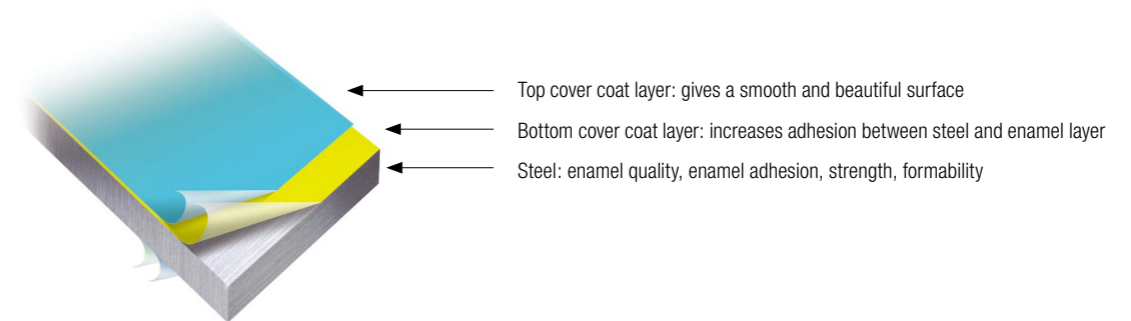 Top cover coat layer: gives a smooth and beautiful surface
Bottom cover coat layer: increases adhesion between steel and enamel layer
Steel: enamel quality, enamel adhesion, strength, formability